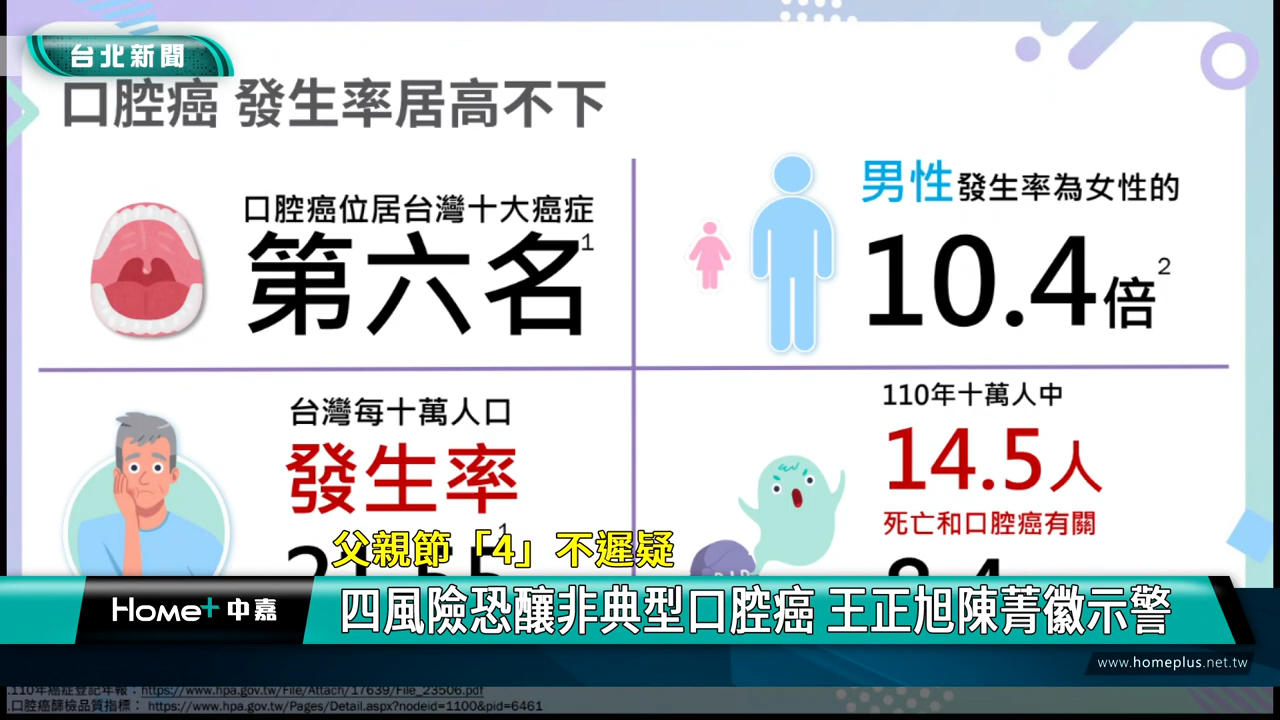 台北新聞
口腔癌 發生率居高不下
口腔癌位居台灣十大癌症
第六名1
男性發生率為女性的
10.4倍2
台灣每十萬人口
發生率
110年十萬人中
14.5人
死亡和口腔癌有關
父親節「4」不遲疑
Home+中嘉
四風險恐釀非典型口腔癌 王正旭陳菁徽示警
www.homeplus.net.tw
.110年癌症登記年報：https://www.hpa.gov.tw/File/Attach/17639/File_23506.pdf
.口腔癌篩檢品質指標： https://www.hpa.gov.tw/Pages/Detail.aspx?nodeid=1100&pid=6461